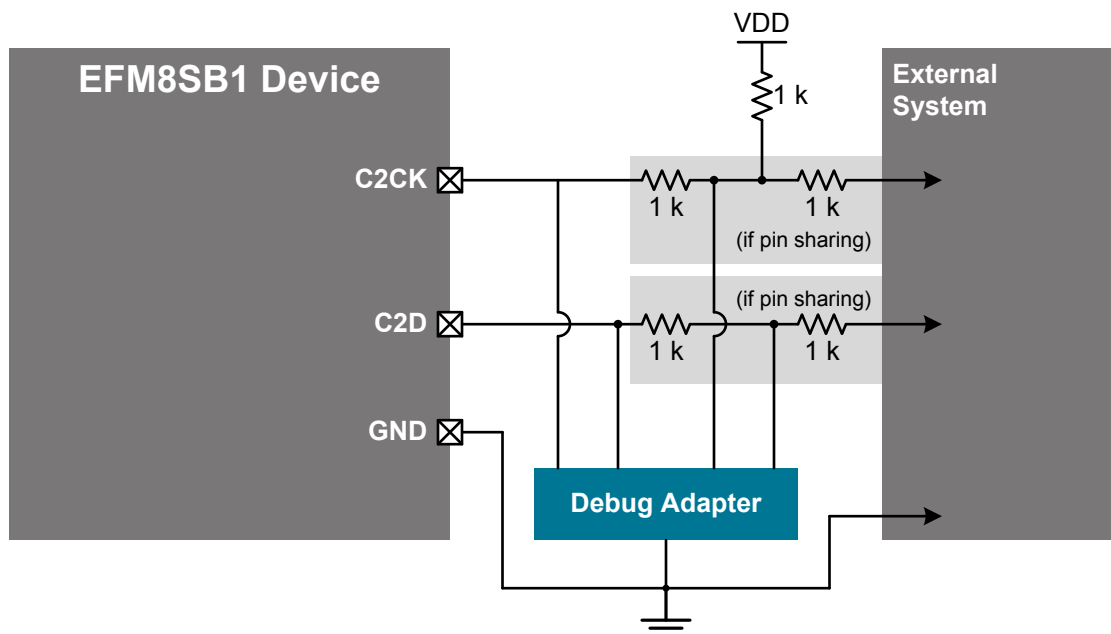 VDD
EFM8SB1 Device
External
System
1 k
C2CK
1 k
1 k
(if pin sharing)
(if pin sharing)
C2D
1 k
1 k
GND
Debug Adapter